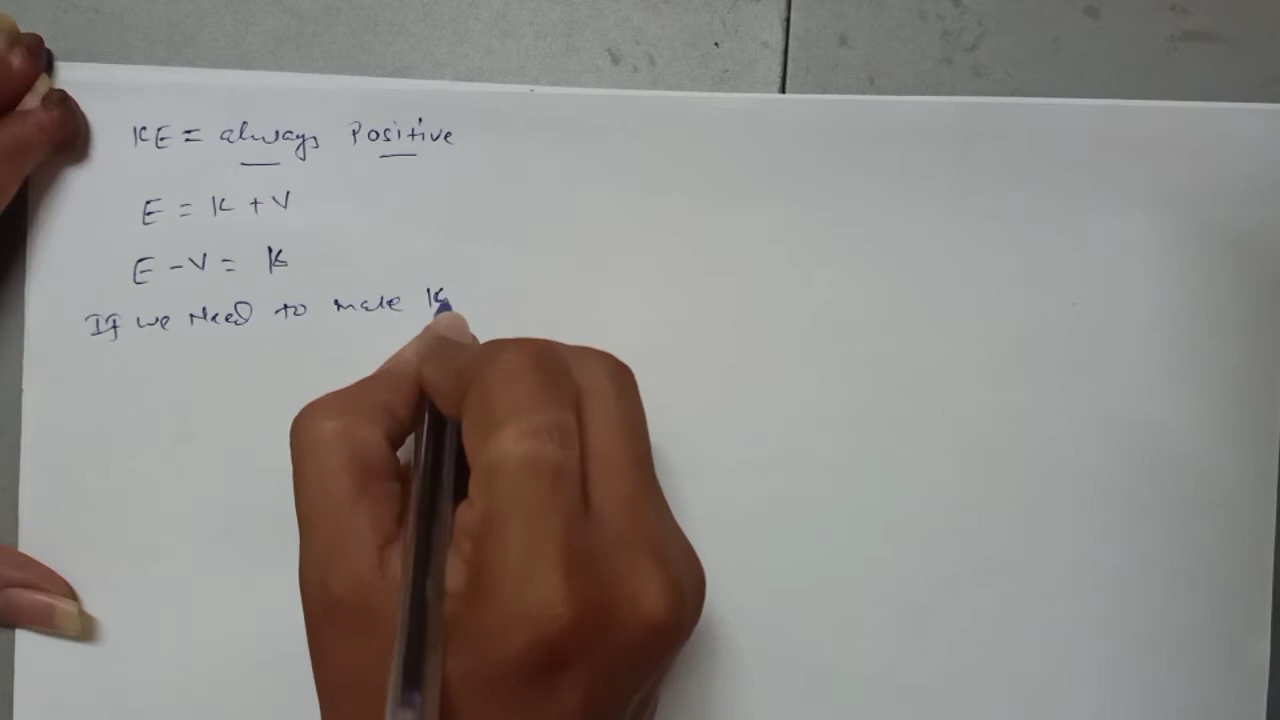 KE = always Positive
E = K + V
E - V = K
If we Need to make K